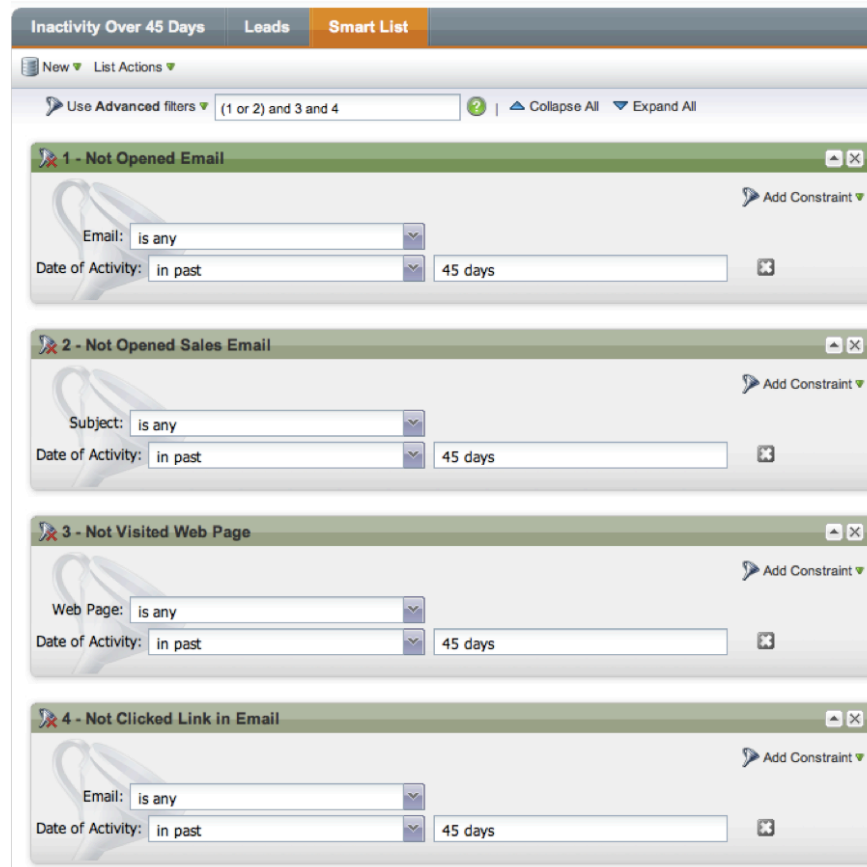 Inactivity Over 45 Days Leads Smart List
New List Actions
Use Advanced filters (1 or 2) and 3 and 4 ? | Collapse All Expand All
1 - Not Opened Email
Add Constraint
Email: is any
Date of Activity: in past 45 days
2 - Not Opened Sales Email
Add Constraint
Subject: is any
Date of Activity: in past 45 days
3 - Not Visited Web Page
Add Constraint
Web Page: is any
Date of Activity: in past 45 days
4 - Not Clicked Link in Email
Add Constraint
Email: is any
Date of Activity: in past 45 days